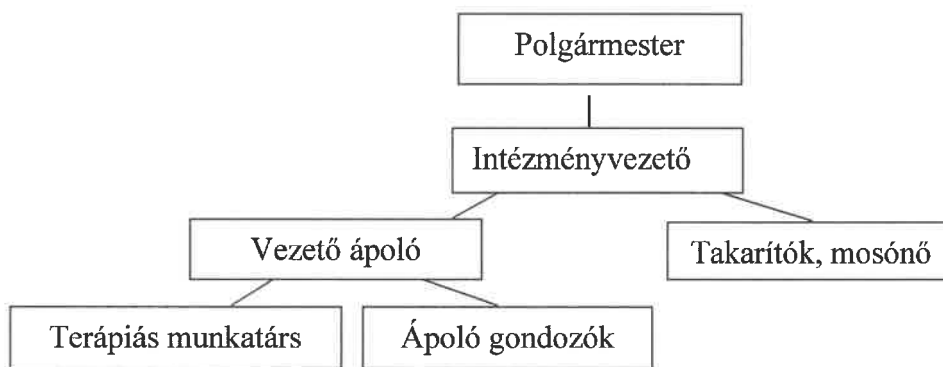 Polgármester
Intézményvezető
Vezető ápoló
Takarítók, mosónő
Terápiás munkatárs
Ápoló gondozók